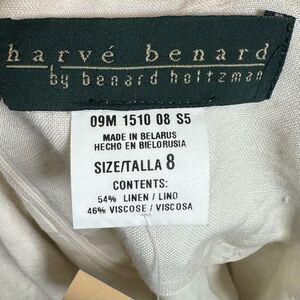 harvé benard
by benard holtzman
09M 1510 08 S5
MADE IN BELARUS
HECHO EN BIELORUSIA
SIZE/TALLA 8
CONTENTS:
54% LINEN / LINO
46% VISCOSE / VISCOSA